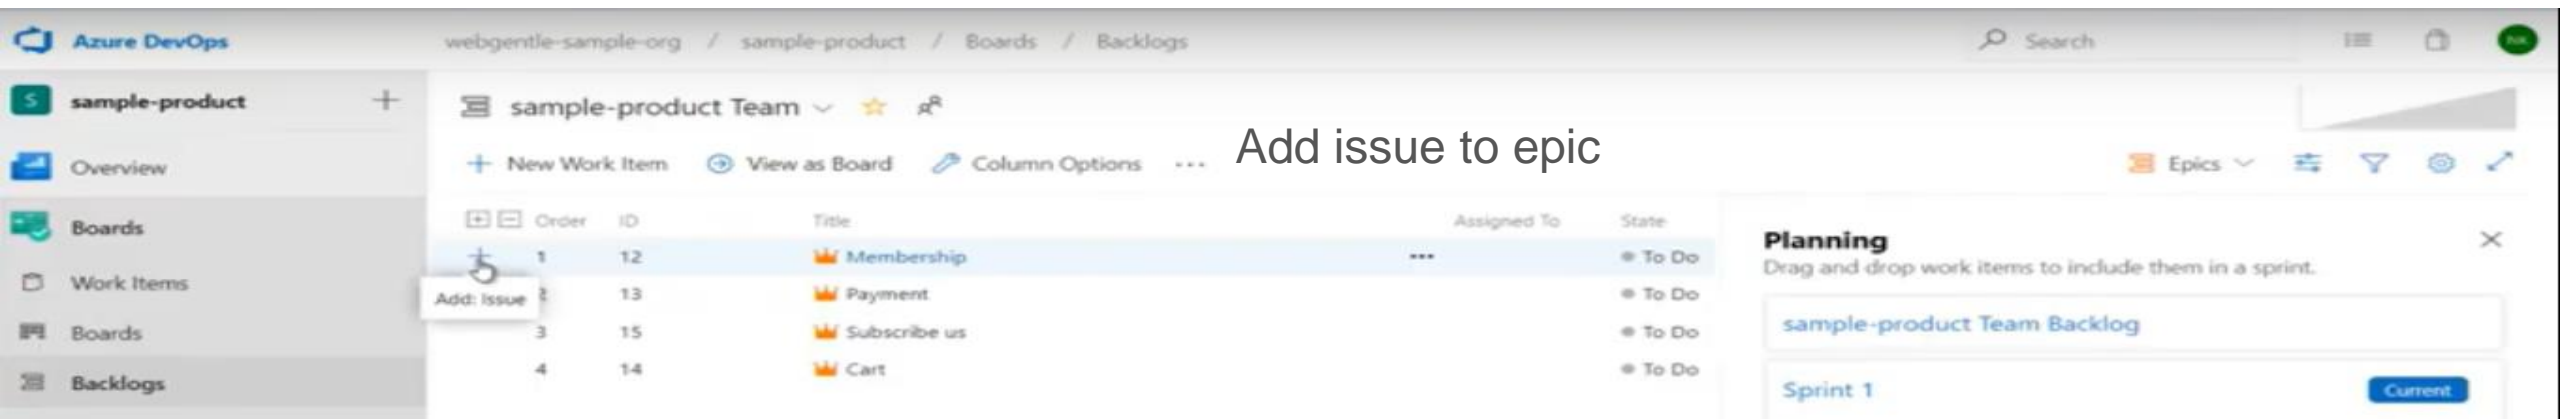 Azure DevOps
webgentle-sample-org / sample-product / Boards / Backlogs
Search
NK
S sample-product
sample-product Team
Add issue to epic
Overview
New Work Item View as Board Column Options ...
Epics
Boards
Order ID Title Assigned To State
1 12 Membership ... To Do
Add: Issue
2 13 Payment To Do
3 15 Subscribe us To Do
4 14 Cart To Do
Work Items
Boards
Backlogs
Planning
Drag and drop work items to include them in a sprint.
sample-product Team Backlog
Sprint 1 Current